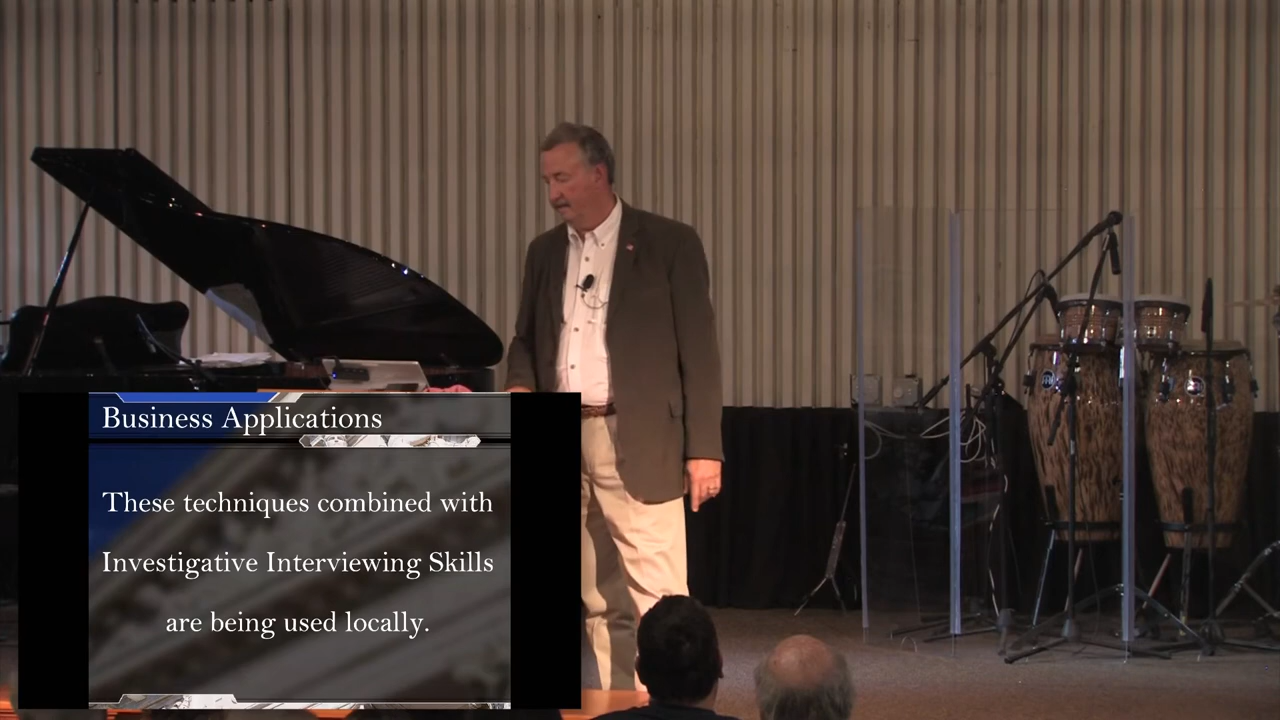 Business Applications
These techniques combined with
Investigative Interviewing Skills
are being used locally.